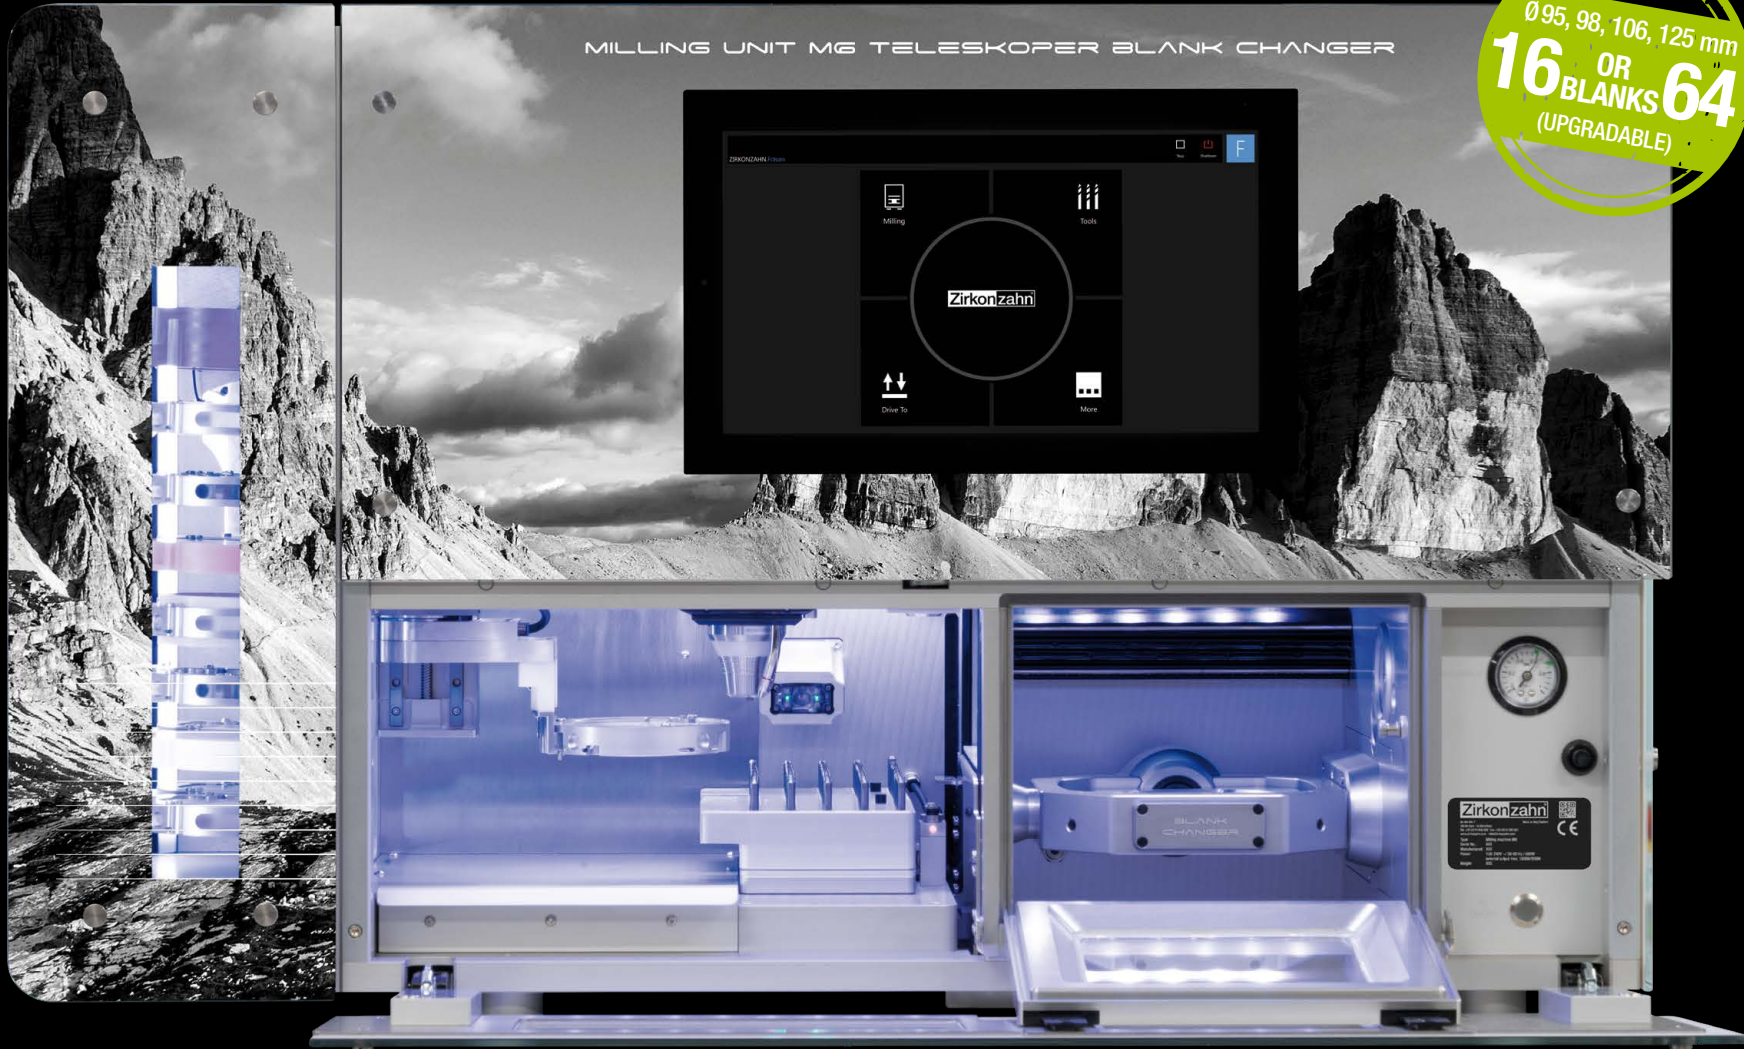 MILLING UNIT M6 TELESKOPER BLANK CHANGER
Ø 95, 98, 106, 125 mm
16 OR BLANKS 64
(UPGRADABLE)
ZIRKONZAHN.
Milling
Tools
Zirkonzahn
Drive To
More
F
BLANK
CHANGER
Zirkonzahn
CE